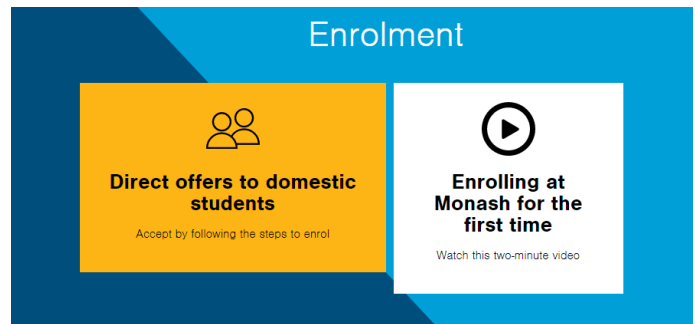 Enrolment
Direct offers to domestic
students
Accept by following the steps to enrol
Enrolling at
Monash for the
first time
Watch this two-minute video